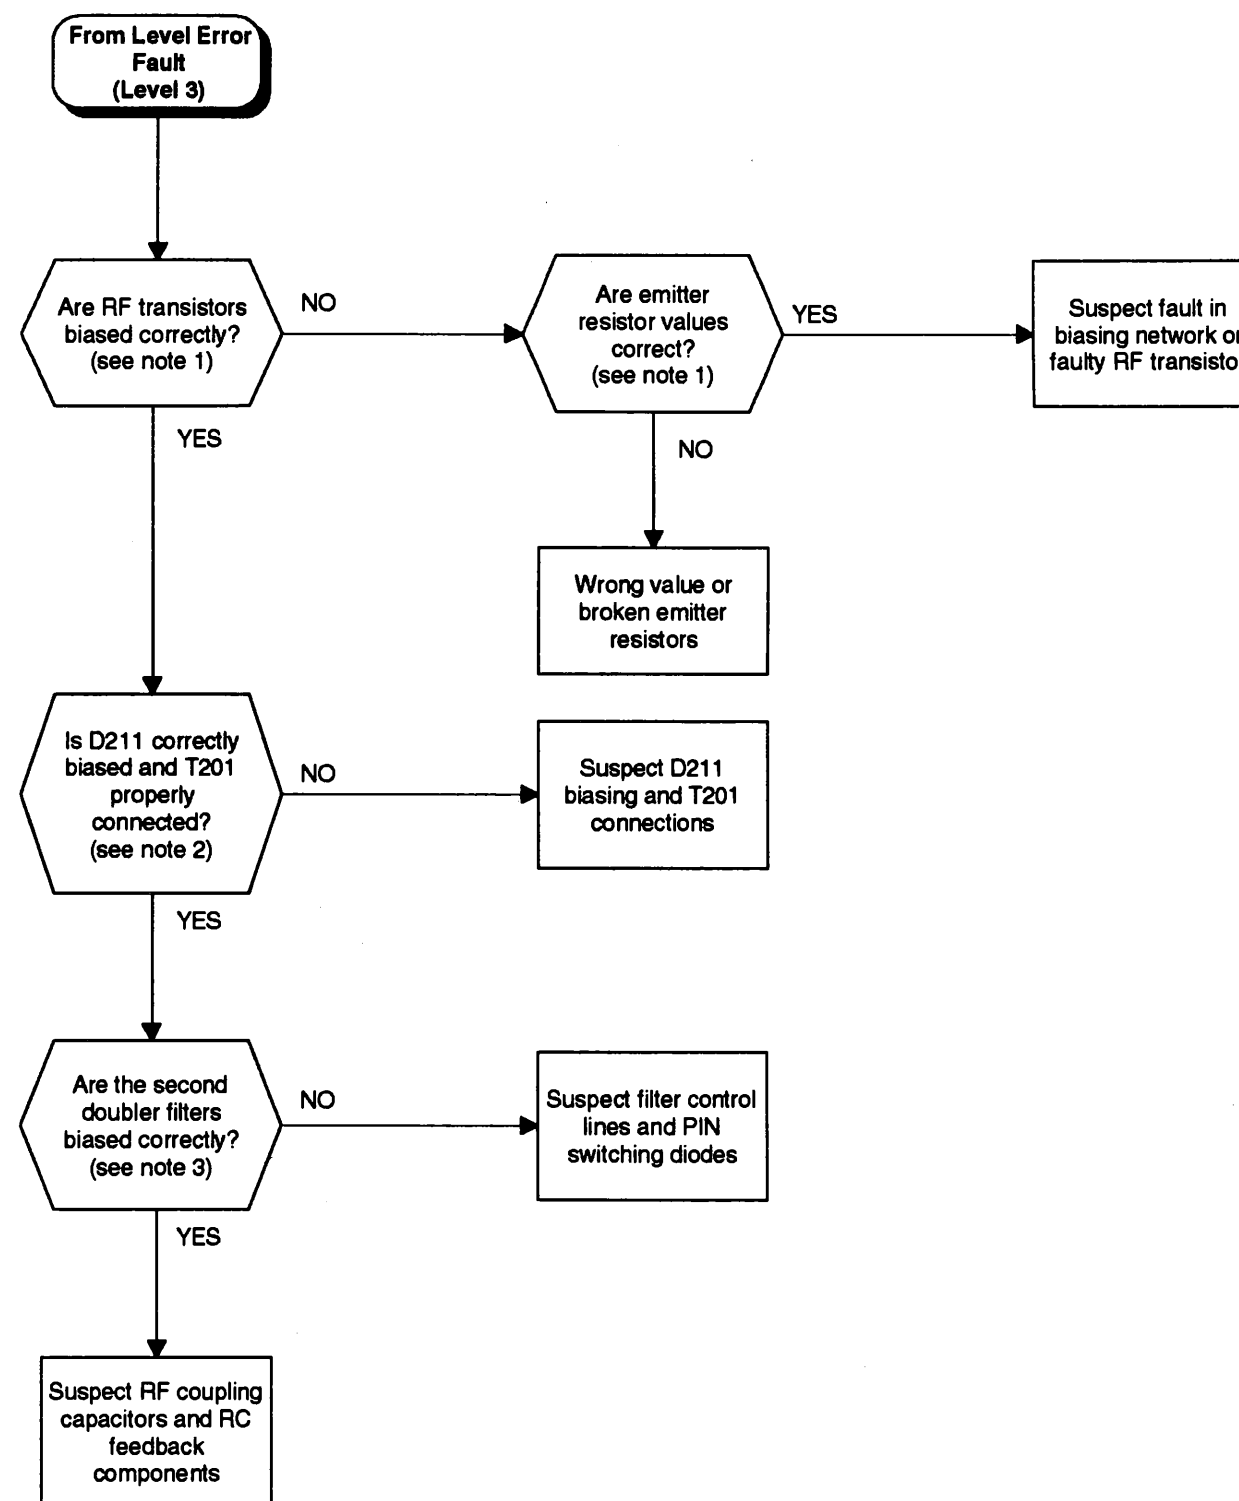 From Level Error
Fault
(Level 3)
Are RF transistors
biased correctly?
(see note 1)
NO
Are emitter
resistor values
correct?
(see note 1)
YES
Suspect fault in
biasing network or
faulty RF transistor
YES
NO
Wrong value or
broken emitter
resistors
Is D211 correctly
biased and T201
properly
connected?
(see note 2)
NO
Suspect D211
biasing and T201
connections
YES
Are the second
doubler filters
biased correctly?
(see note 3)
NO
Suspect filter control
lines and PIN
switching diodes
YES
Suspect RF coupling
capacitors and RC
feedback
components